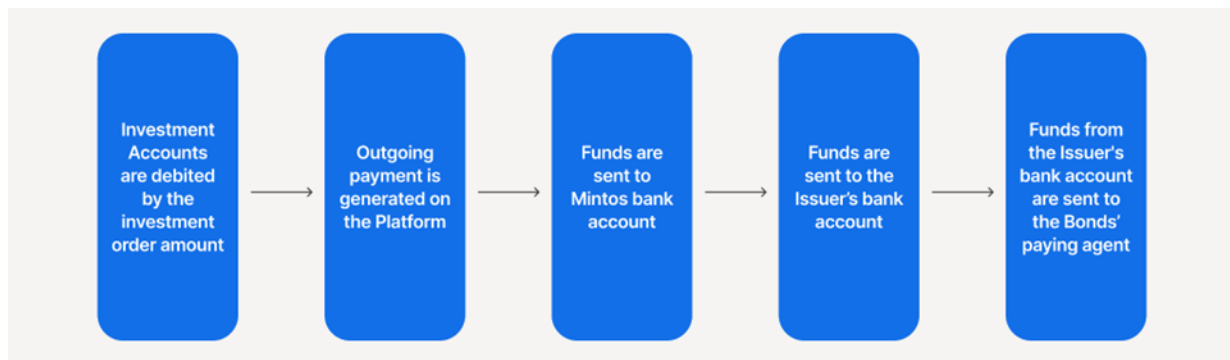 Investment
Accounts
are debited
by the
investment
order amount
Outgoing
payment is
generated on
the Platform
Funds are
sent to
Mintos bank
account
Funds are
sent to the
Issuer’s bank
account
Funds from
the Issuer's
bank account
are sent to
the Bonds’
paying agent